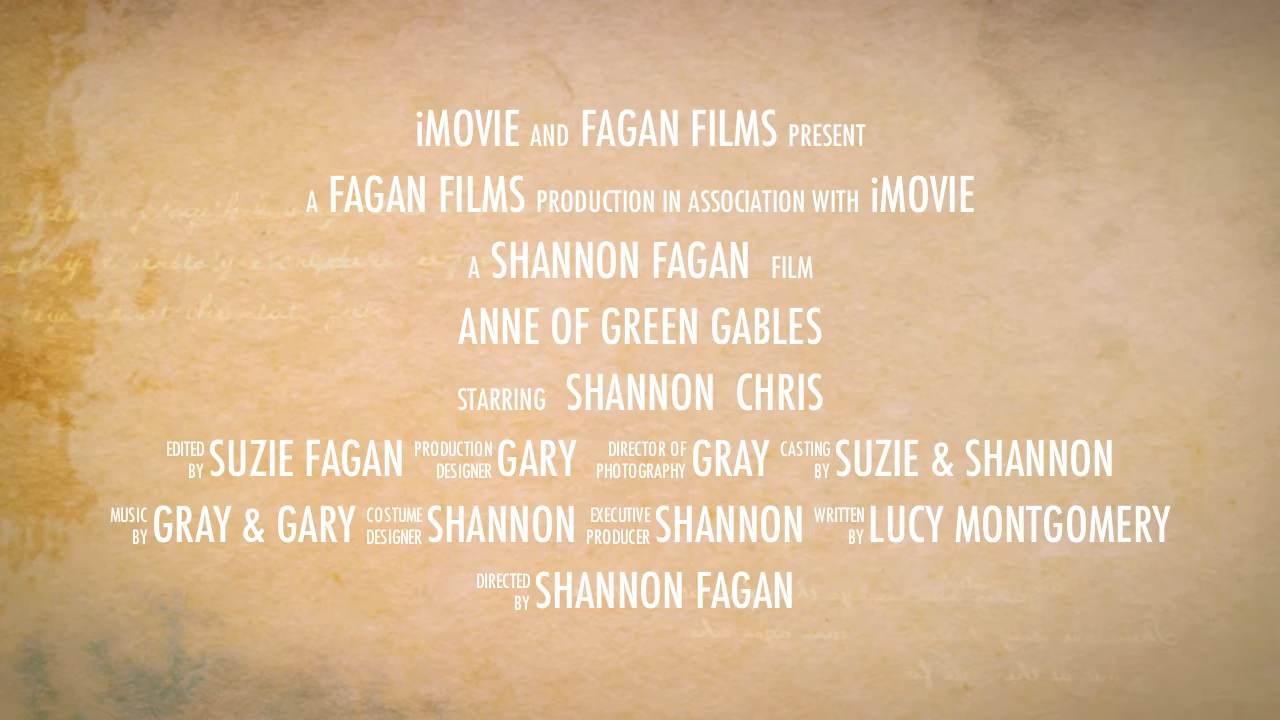 iMOVIE AND FAGAN FILMS PRESENT
A FAGAN FILMS PRODUCTION IN ASSOCIATION WITH iMOVIE
A SHANNON FAGAN FILM
ANNE OF GREEN GABLES
STARRING SHANNON CHRIS
EDITED BY SUZIE FAGAN PRODUCTION DESIGNER GARY DIRECTOR OF PHOTOGRAPHY GRAY CASTING BY SUZIE & SHANNON
MUSIC BY GRAY & GARY COSTUME DESIGNER SHANNON EXECUTIVE PRODUCER SHANNON WRITTEN BY LUCY MONTGOMERY
DIRECTED BY SHANNON FAGAN